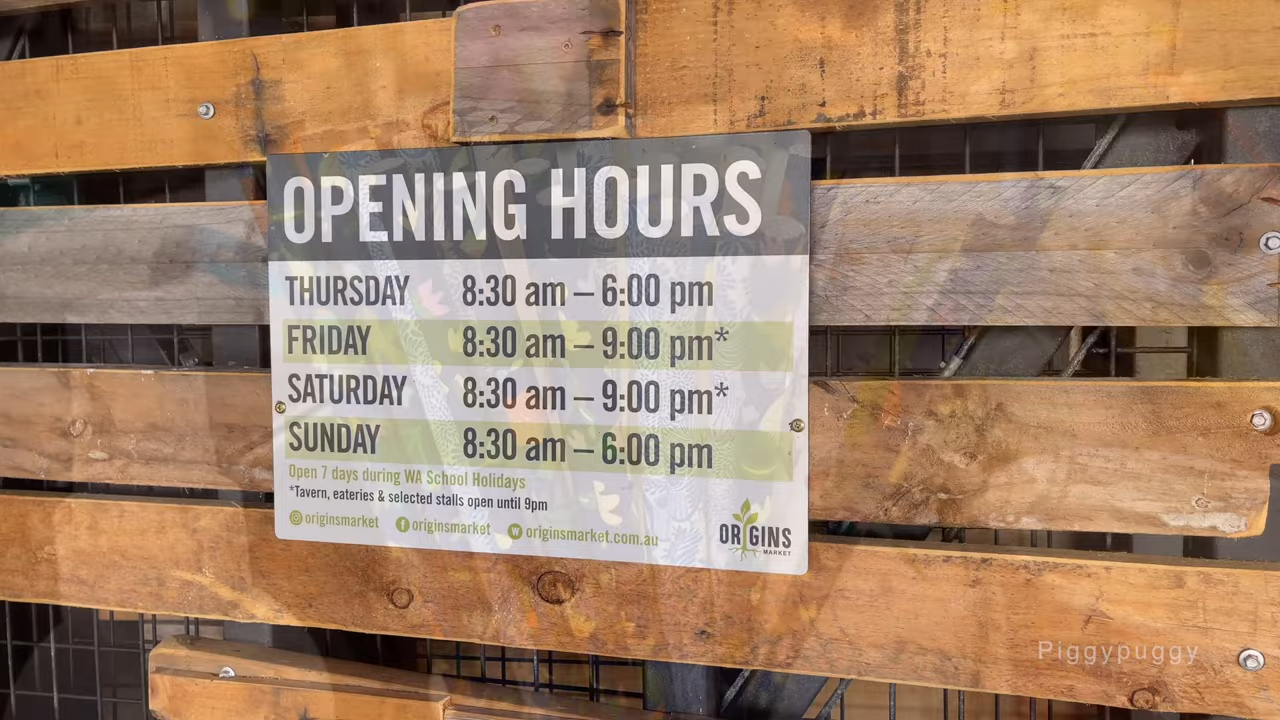 OPENING HOURS
THURSDAY 8:30 am – 6:00 pm
FRIDAY 8:30 am – 9:00 pm*
SATURDAY 8:30 am – 9:00 pm*
SUNDAY 8:30 am – 6:00 pm
Open 7 days during WA School Holidays
*Tavern, eateries & selected stalls open until 9pm
originsmarket originsmarket originsmarket.com.au
ORIGINS
MARKET
Piggypuggy